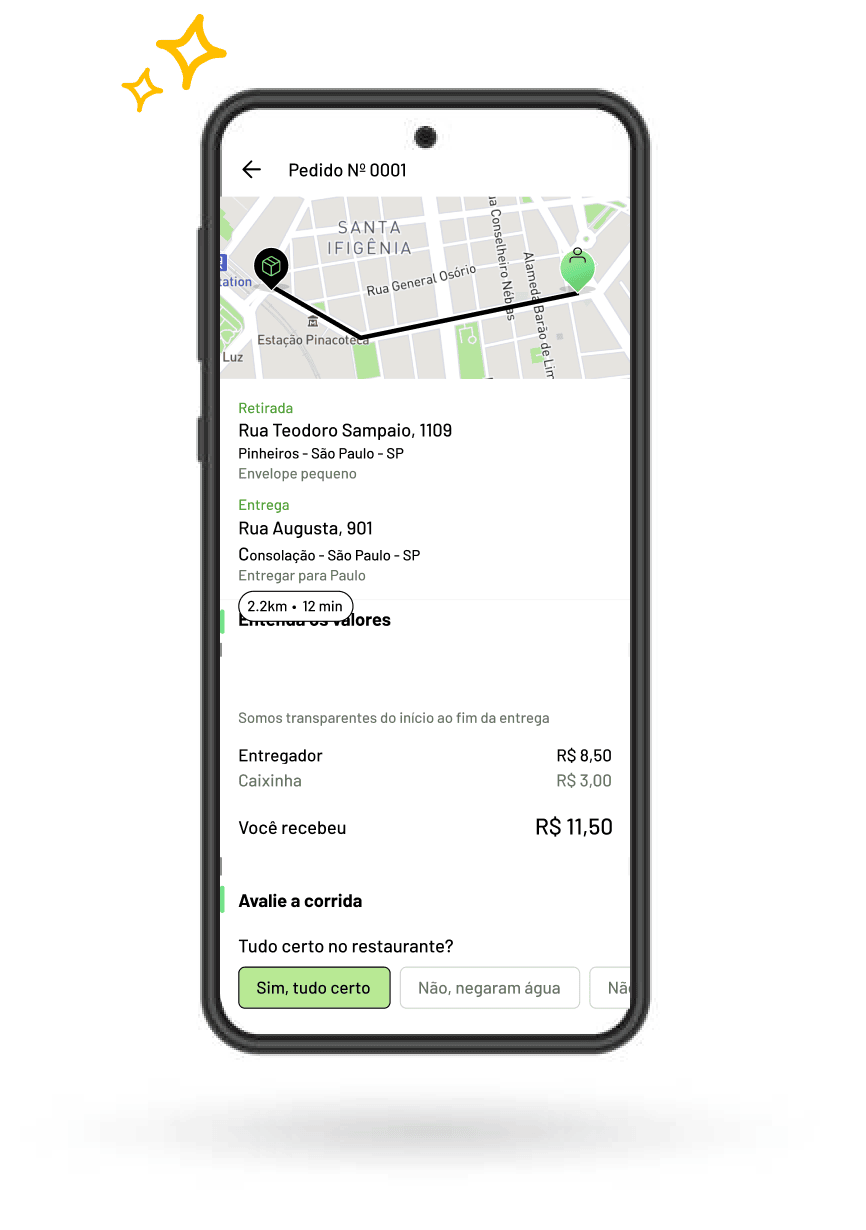 Pedido Nº 0001
SANTA
IFIGÊNIA
Rua General Osório
Conselheiro Nébias
Alameda Barão de Lim
tation
Estação Pinacoteca
Luz
Retirada
Rua Teodoro Sampaio, 1109
Pinheiros - São Paulo - SP
Envelope pequeno
Entrega
Rua Augusta, 901
Consolação - São Paulo - SP
Entregar para Paulo
2.2km • 12 min
Entenda os valores
Somos transparentes do início ao fim da entrega
Entregador R$ 8,50
Caixinha R$ 3,00
Você recebeu R$ 11,50
Avalie a corrida
Tudo certo no restaurante?
Sim, tudo certo Não, negaram água